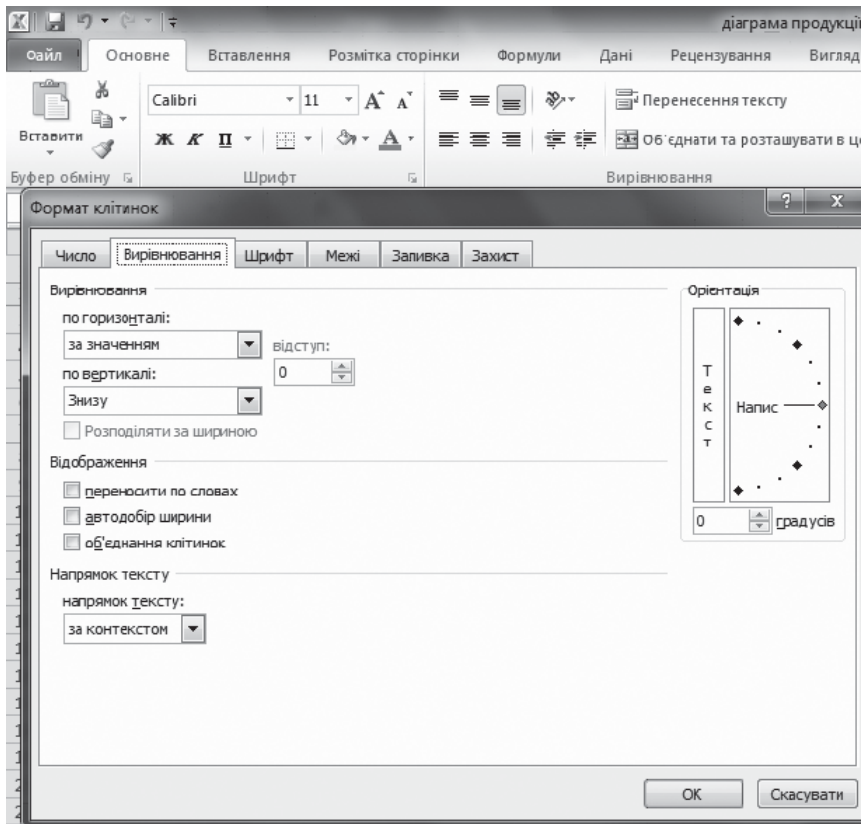 діаграма продукції
Файл Основне Вставлення Розмітка сторінки Формули Дані Рецензування Вигляд
Calibri 11 Перенесення тексту
Вставити Ж К П Об'єднати та розташувати в це
Буфер обміну Шрифт Вирівнювання
Формат клітинок
Число Вирівнювання Шрифт Межі Заливка Захист
Вирівнювання Орієнтація
по горизонталі:
за значенням відступ:
по вертикалі: 0
Знизу
Розподіляти за шириною
Текст
Напис
Відображення
переносити по словах
автодобір ширини 0 градусів
об'єднання клітинок
Напрямок тексту
напрямок тексту:
за контекстом
ОК Скасувати